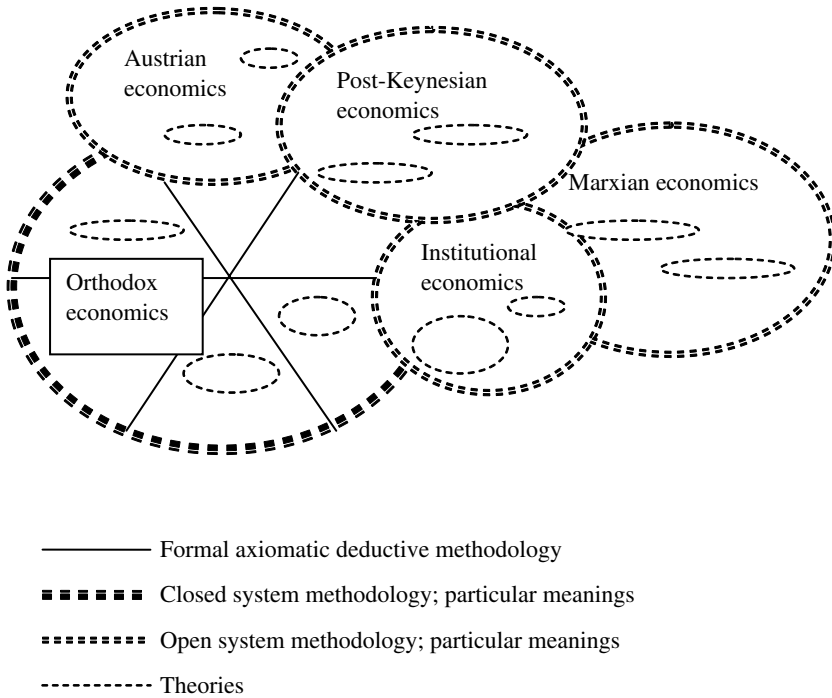 Austrian
economics
Post-Keynesian
economics
Marxian economics
Institutional
economics
Orthodox
economics
Formal axiomatic deductive methodology
Closed system methodology; particular meanings
Open system methodology; particular meanings
Theories